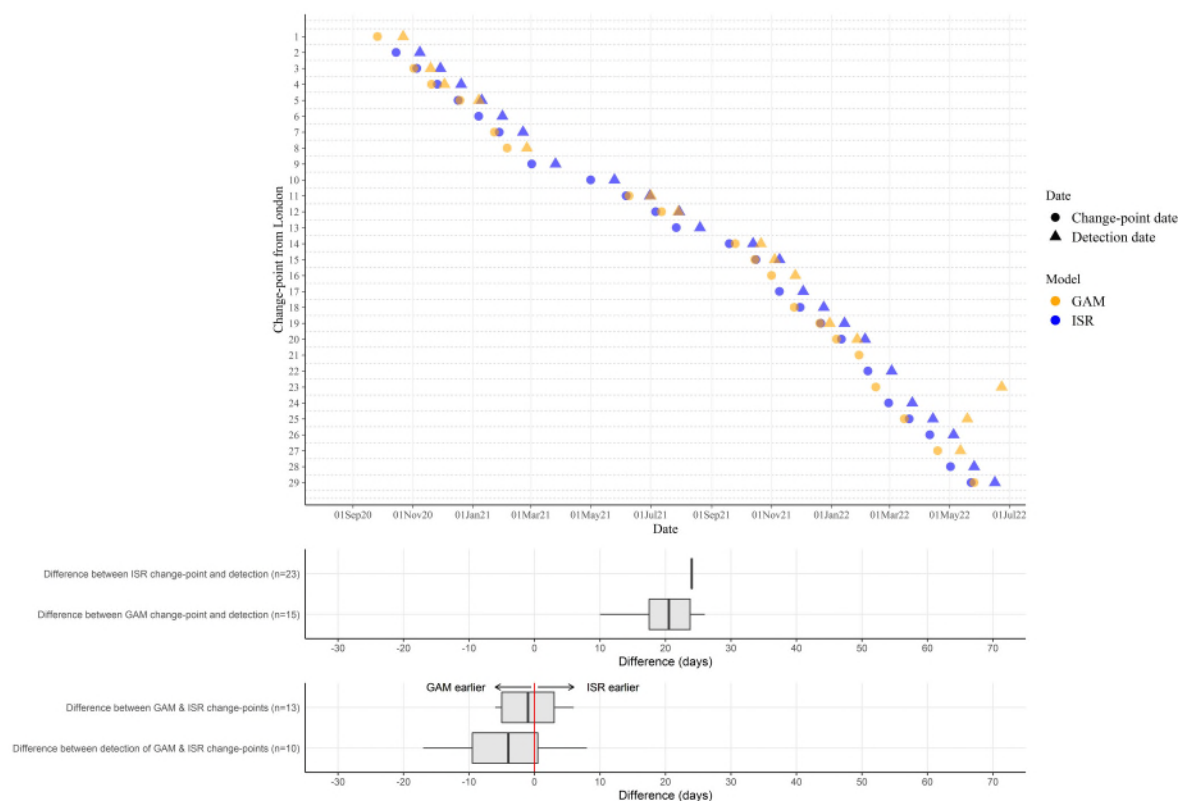 Change-point from London
1
2
3
4
5
6
7
8
9
10
11
12
13
14
15
16
17
18
19
20
21
22
23
24
25
26
27
28
29
01Sep20 01Nov20 01Jan21 01Mar21 01May21 01Jul21 01Sep21 01Nov21 01Jan22 01Mar22 01May22 01Jul22
Date
Date
Change-point date
Detection date
Model
GAM
ISR
Difference between ISR change-point and detection (n=23)
Difference between GAM change-point and detection (n=15)
-30 -20 -10 0 10 20 30 40 50 60 70
Difference (days)
GAM earlier ISR earlier
Difference between GAM & ISR change-points (n=13)
Difference between detection of GAM & ISR change-points (n=10)
-30 -20 -10 0 10 20 30 40 50 60 70
Difference (days)